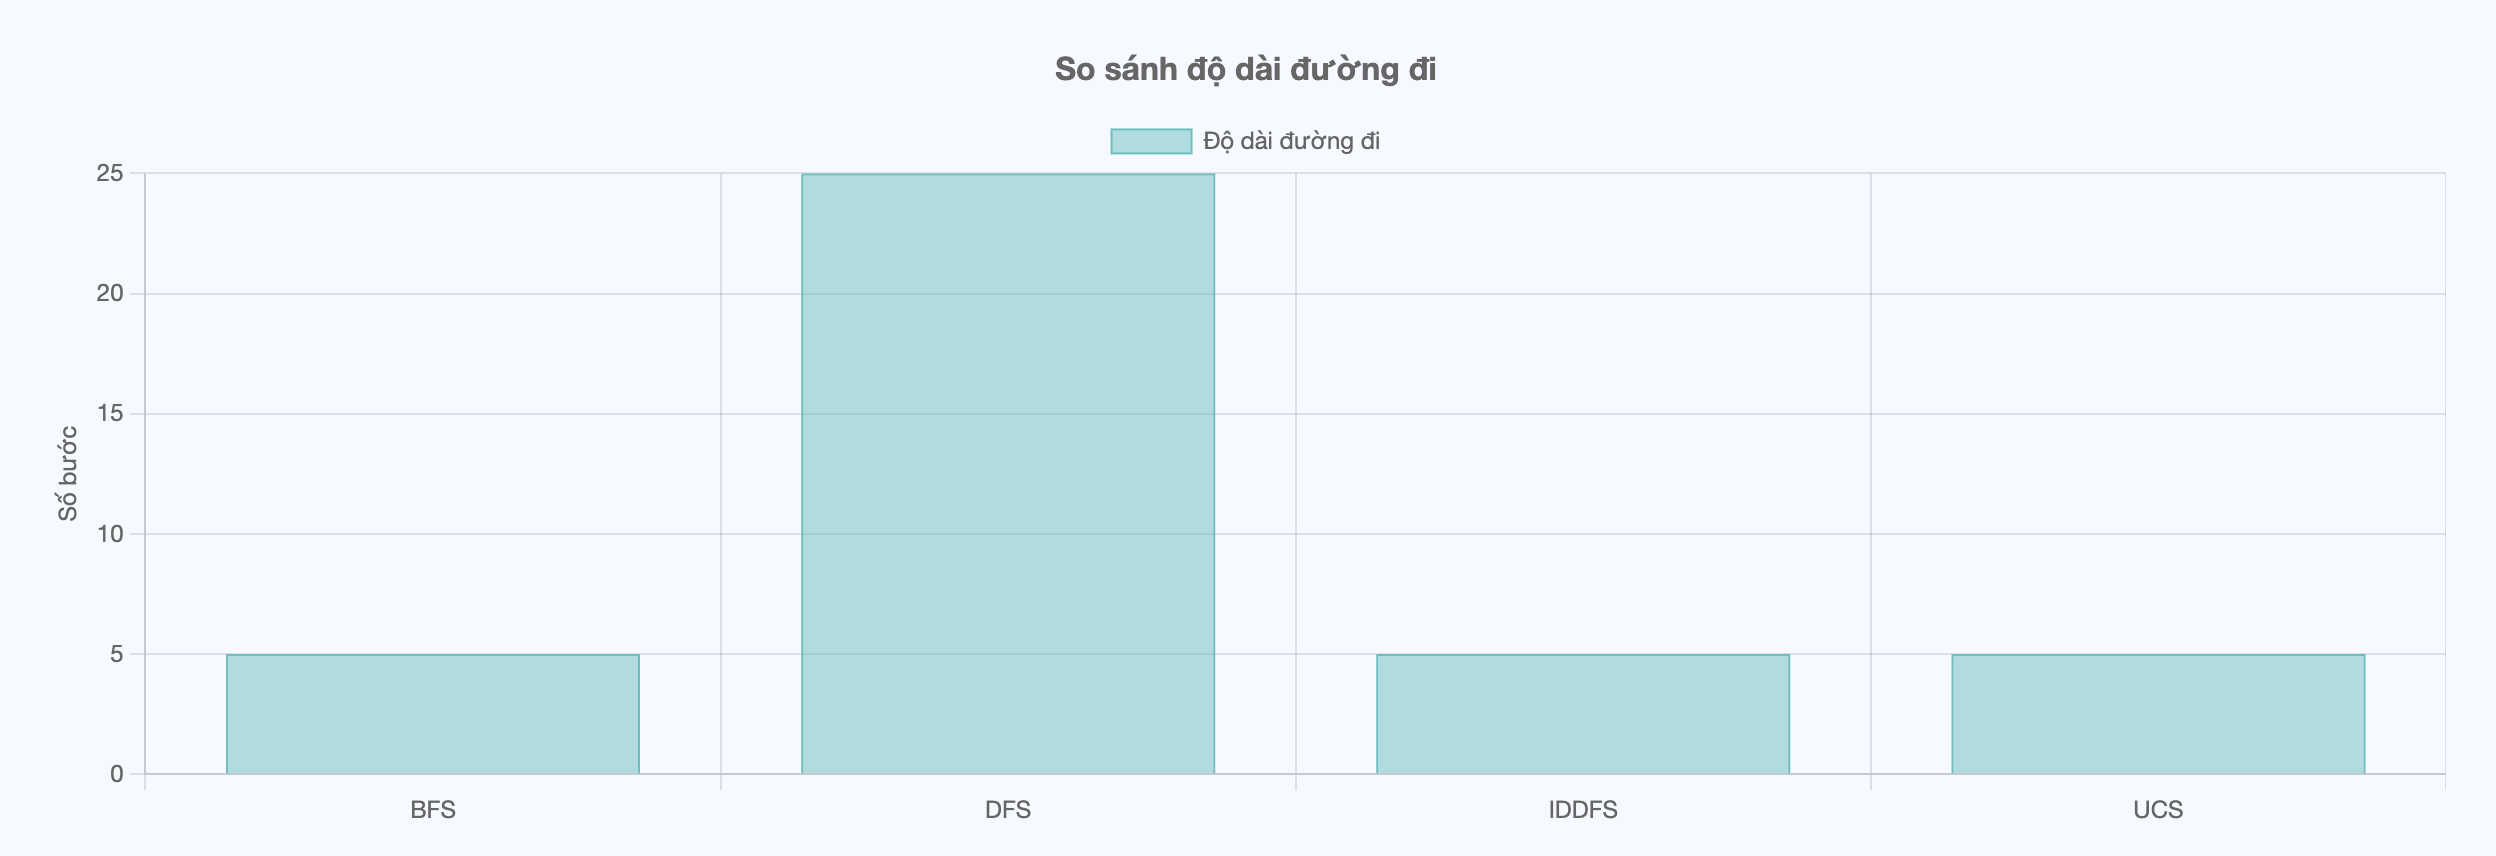 So sánh độ dài đường đi
Độ dài đường đi
Số bước
25
20
15
10
5
0
BFS DFS IDDFS UCS